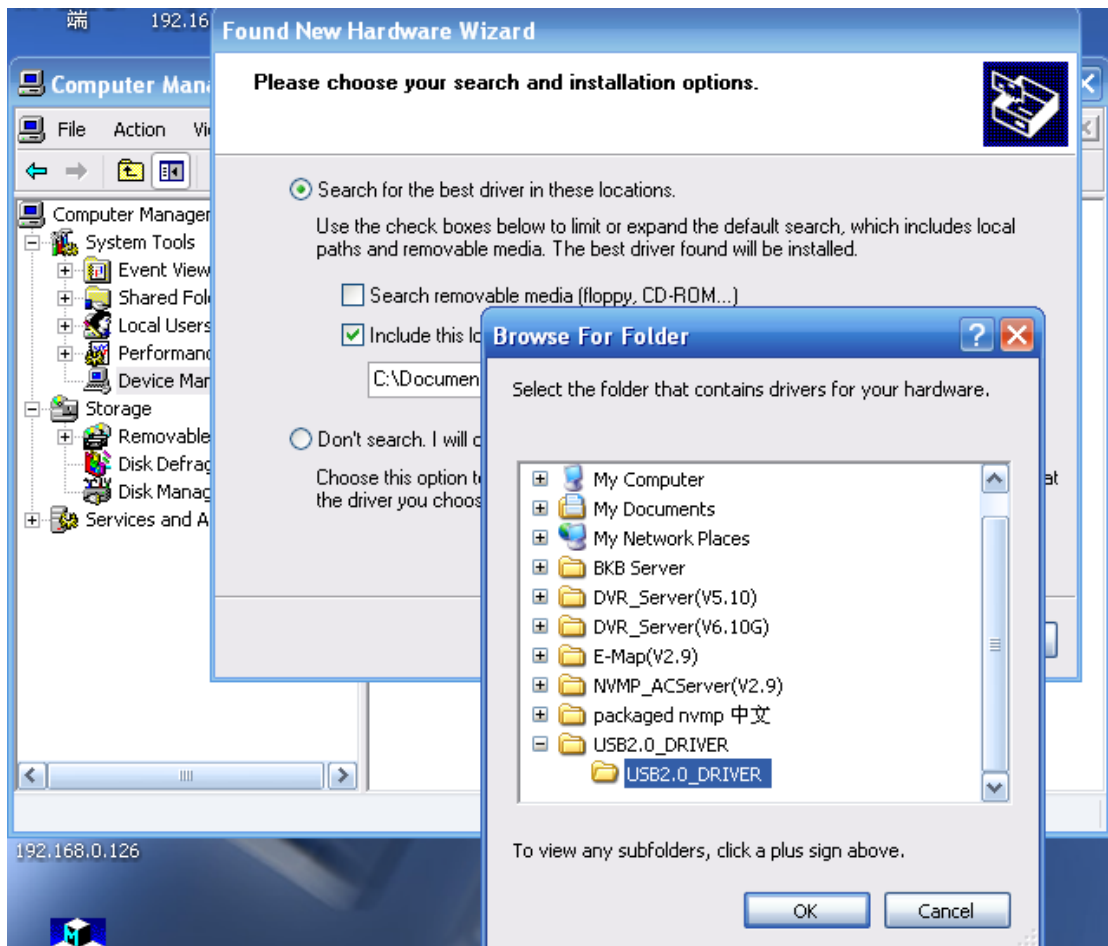 端
192.16
Found New Hardware Wizard
Please choose your search and installation options.
Computer Mana
File Action Vi
Search for the best driver in these locations.
Use the check boxes below to limit or expand the default search, which includes local
paths and removable media. The best driver found will be installed.
Search removable media (floppy, CD-ROM...)
Include this lo
C:\Documen
Don't search. I will c
Choose this option t
at
the driver you choos
Computer Manager
System Tools
Event View
Shared Fol
Local Users
Performanc
Device Mar
Storage
Removable
Disk Defrag
Disk Manag
Services and A
Browse For Folder
Select the folder that contains drivers for your hardware.
My Computer
My Documents
My Network Places
BKB Server
DVR_Server(V5.10)
DVR_Server(V6.10G)
E-Map(V2.9)
NVMP_ACServer(V2.9)
packaged nvmp 中文
USB2.0_DRIVER
USB2.0_DRIVER
To view any subfolders, click a plus sign above.
OK Cancel
192.168.0.126